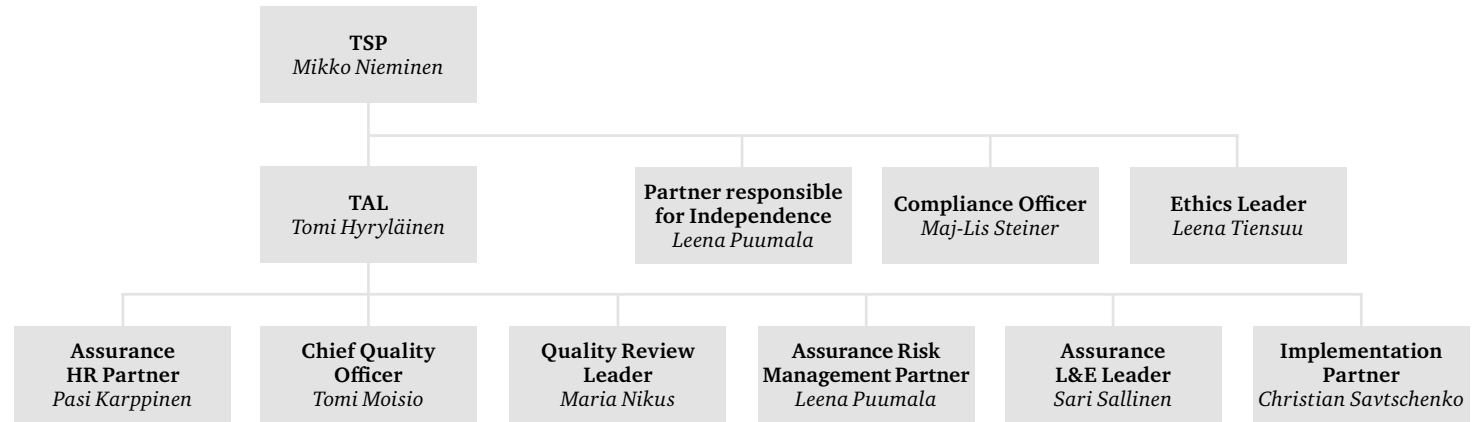 TSP
Mikko Nieminen
TAL
Tomi Hyryläinen
Partner responsible
for Independence
Leena Puumala
Compliance Officer
Maj-Lis Steiner
Ethics Leader
Leena Tiensuu
Assurance
HR Partner
Pasi Karppinen
Chief Quality
Officer
Tomi Moisio
Quality Review
Leader
Maria Nikus
Assurance Risk
Management Partner
Leena Puumala
Assurance
L&E Leader
Sari Sallinen
Implementation
Partner
Christian Savtschenko